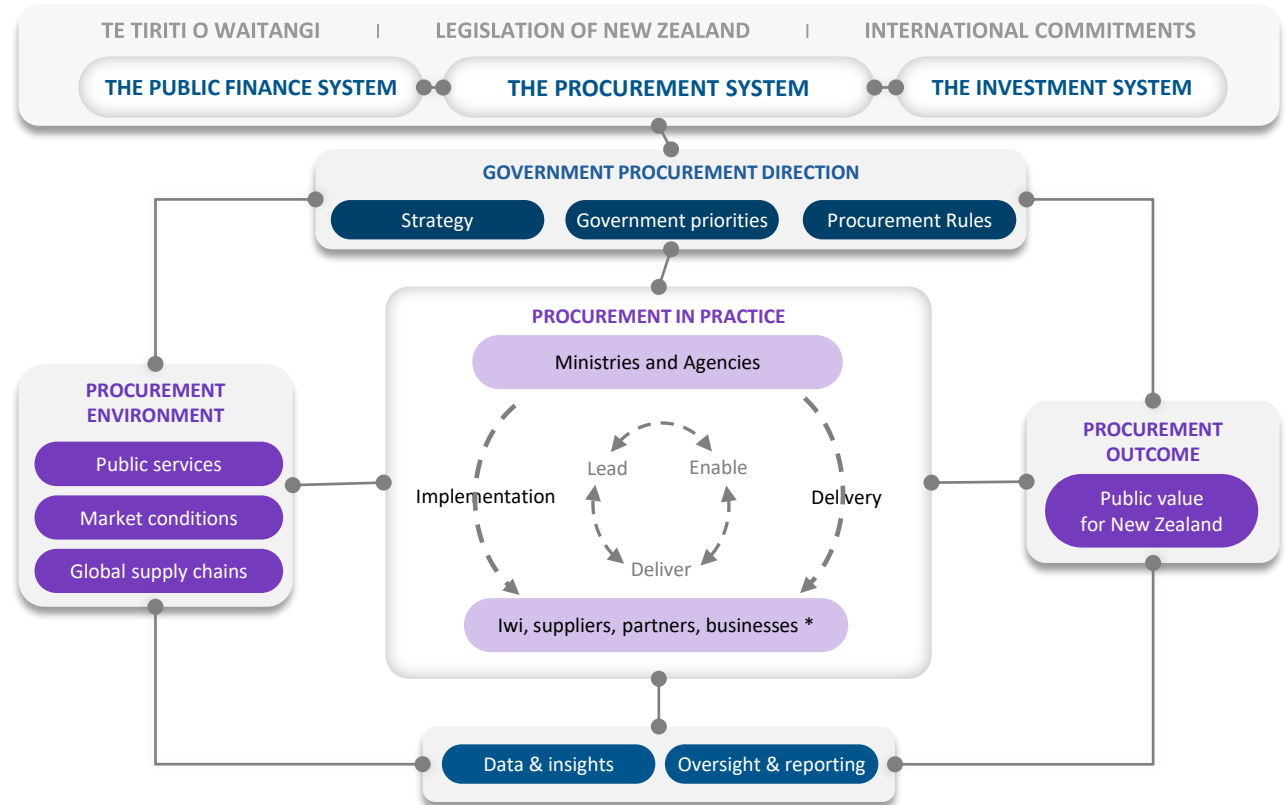 TE TIRITI O WAITANGI | LEGISLATION OF NEW ZEALAND | INTERNATIONAL COMMITMENTS
THE PUBLIC FINANCE SYSTEM THE PROCUREMENT SYSTEM THE INVESTMENT SYSTEM
GOVERNMENT PROCUREMENT DIRECTION
Strategy Government priorities Procurement Rules
PROCUREMENT IN PRACTICE
Ministries and Agencies
PROCUREMENT
ENVIRONMENT
Public services
Market conditions
Global supply chains
Implementation
Lead Enable
Deliver
Delivery
Iwi, suppliers, partners, businesses *
PROCUREMENT
OUTCOME
Public value
for New Zealand
Data & insights Oversight & reporting